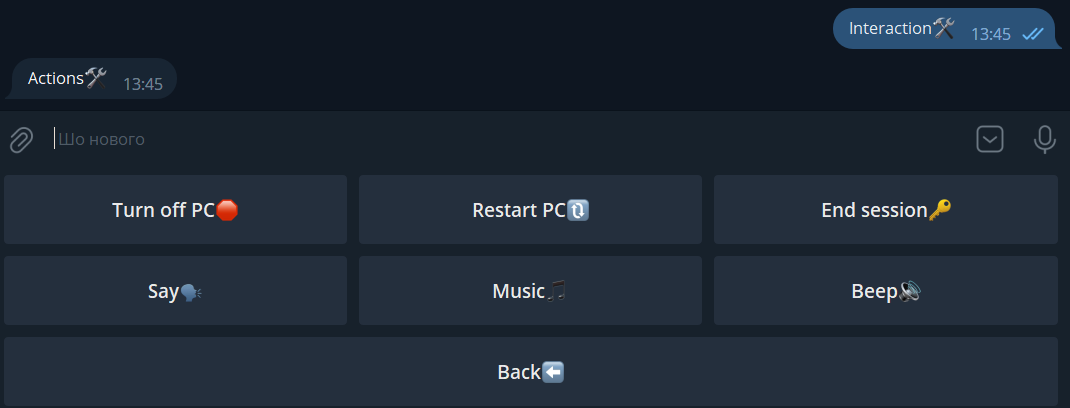 Interaction🛠 13:45
Actions🛠 13:45
Шо нового
Turn off PC🛑 Restart PC🔃 End session🔑
Say🗣 Music🎵 Beep🔊
Back⬅️